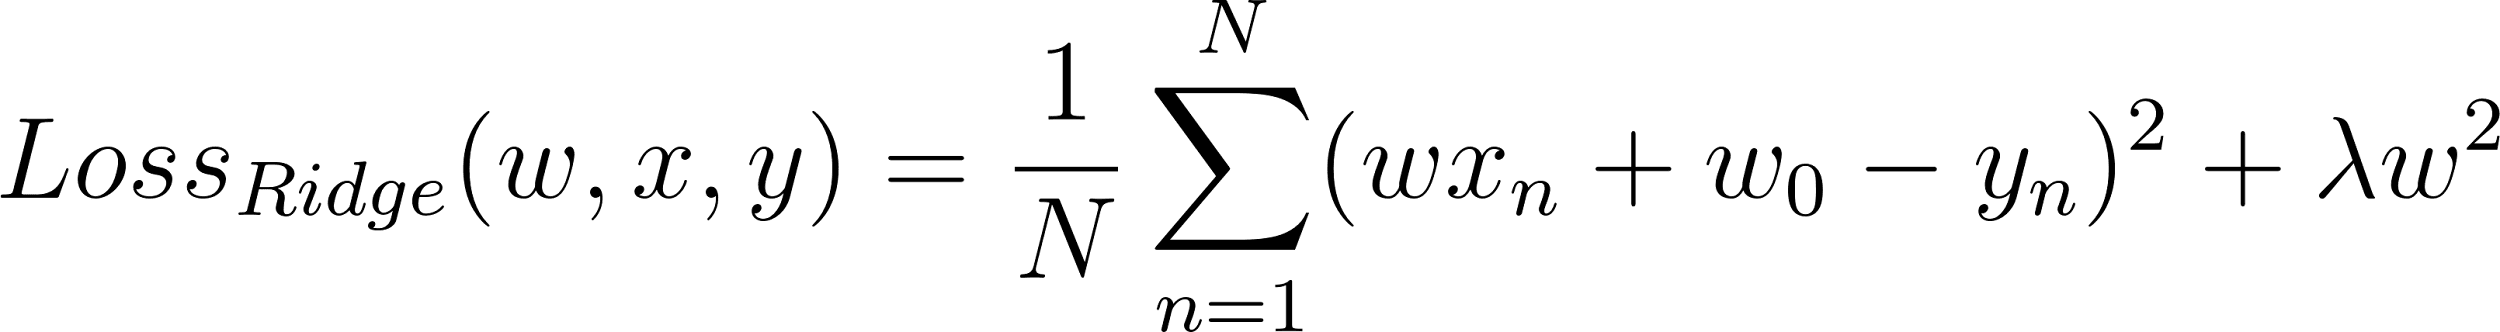 Loss_{Ridge}(w, x, y) = \frac{1}{N} \sum_{n=1}^{N} (wx_n + w_0 - y_n)^2 + \lambda w^2